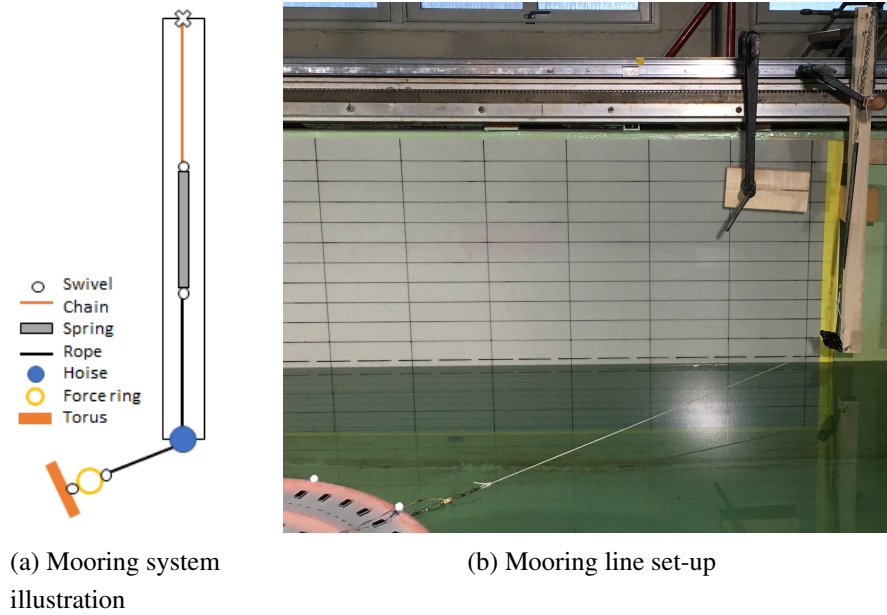 Swivel
Chain
Spring
Rope
Hoise
Force ring
Torus
(a) Mooring system
illustration
(b) Mooring line set-up